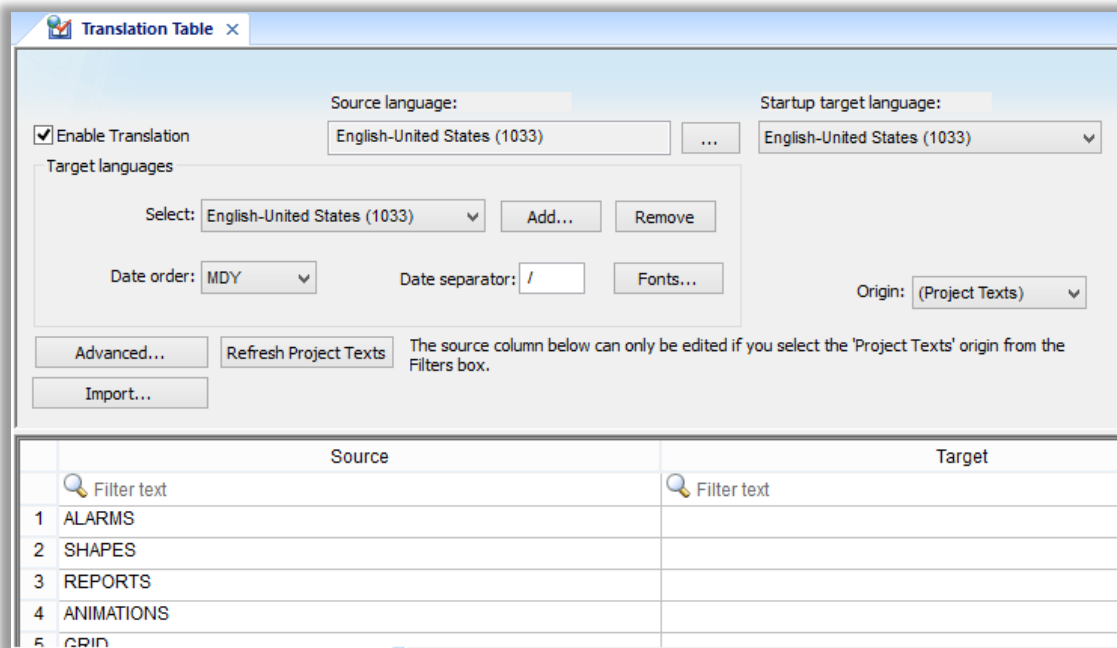 Translation Table
Source language:
Startup target language:
Enable Translation
English-United States (1033)
...
English-United States (1033)
Target languages
Select:
English-United States (1033)
Add...
Remove
Date order:
MDY
Date separator:
/
Fonts...
Origin:
(Project Texts)
Advanced...
Refresh Project Texts
The source column below can only be edited if you select the 'Project Texts' origin from the
Filters box.
Import...
Source
Target
Filter text
Filter text
1 ALARMS
2 SHAPES
3 REPORTS
4 ANIMATIONS
5 GRID